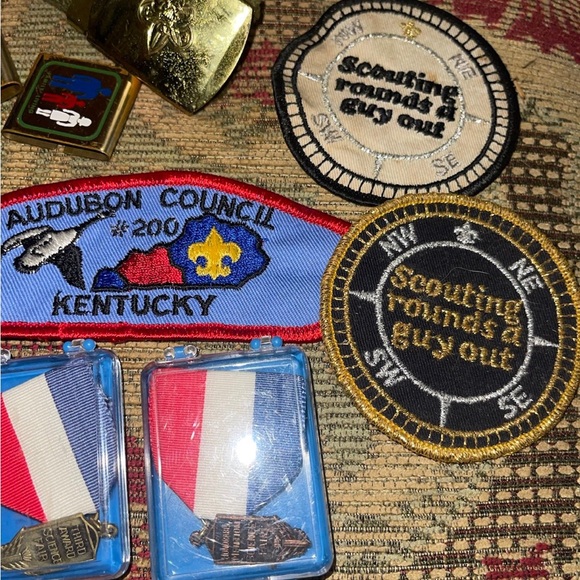 NW
NE
Scouting
rounds a
guy out
SW
SE
AUDUBON COUNCIL
#200
KENTUCKY
NW
NE
Scouting
rounds a
guy out
SW
SE